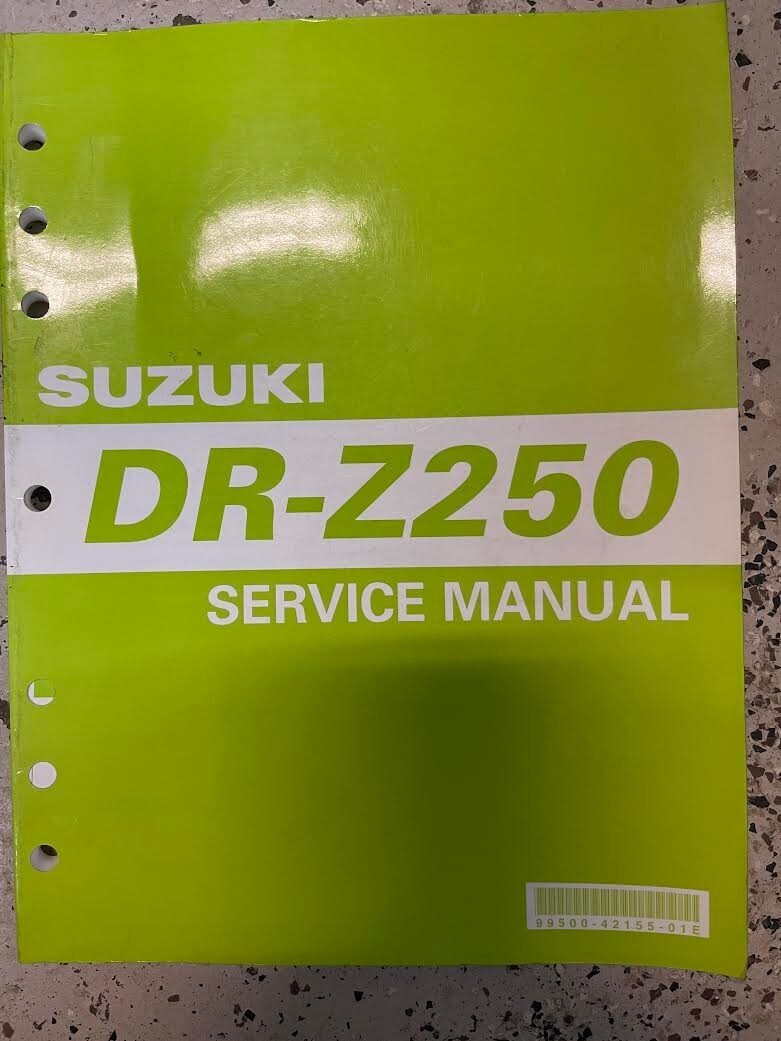 SUZUKI
DR-Z250
SERVICE MANUAL
99500-42155-01E